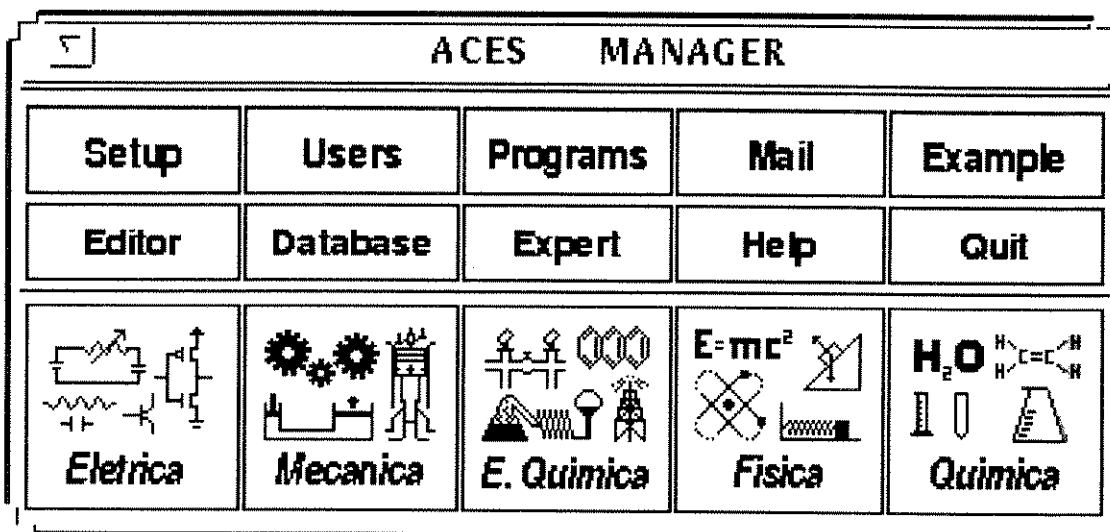 ACES MANAGER
Setup Users Programs Mail Example
Editor Database Expert Help Quit
E=mc² H₂O H H C=C H H
Eletrica Mecanica E. Quimica Fisica Quimica